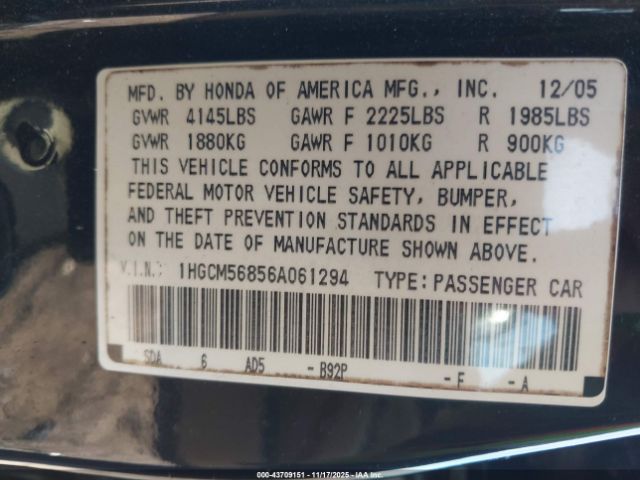 MFD. BY HONDA OF AMERICA MFG., INC. 12/05
GVWR 4145LBS GAWR F 2225LBS R 1985LBS
GVWR 1880KG GAWR F 1010KG R 900KG
THIS VEHICLE CONFORMS TO ALL APPLICABLE
FEDERAL MOTOR VEHICLE SAFETY, BUMPER,
AND THEFT PREVENTION STANDARDS IN EFFECT
ON THE DATE OF MANUFACTURE SHOWN ABOVE.
V.I.N.: 1HGCM56856A061294 TYPE: PASSENGER CAR
SDA 6 AD5 - B92P - F - A
© IAA 000-43709151 - 11/17/2025 - IAAI.COM